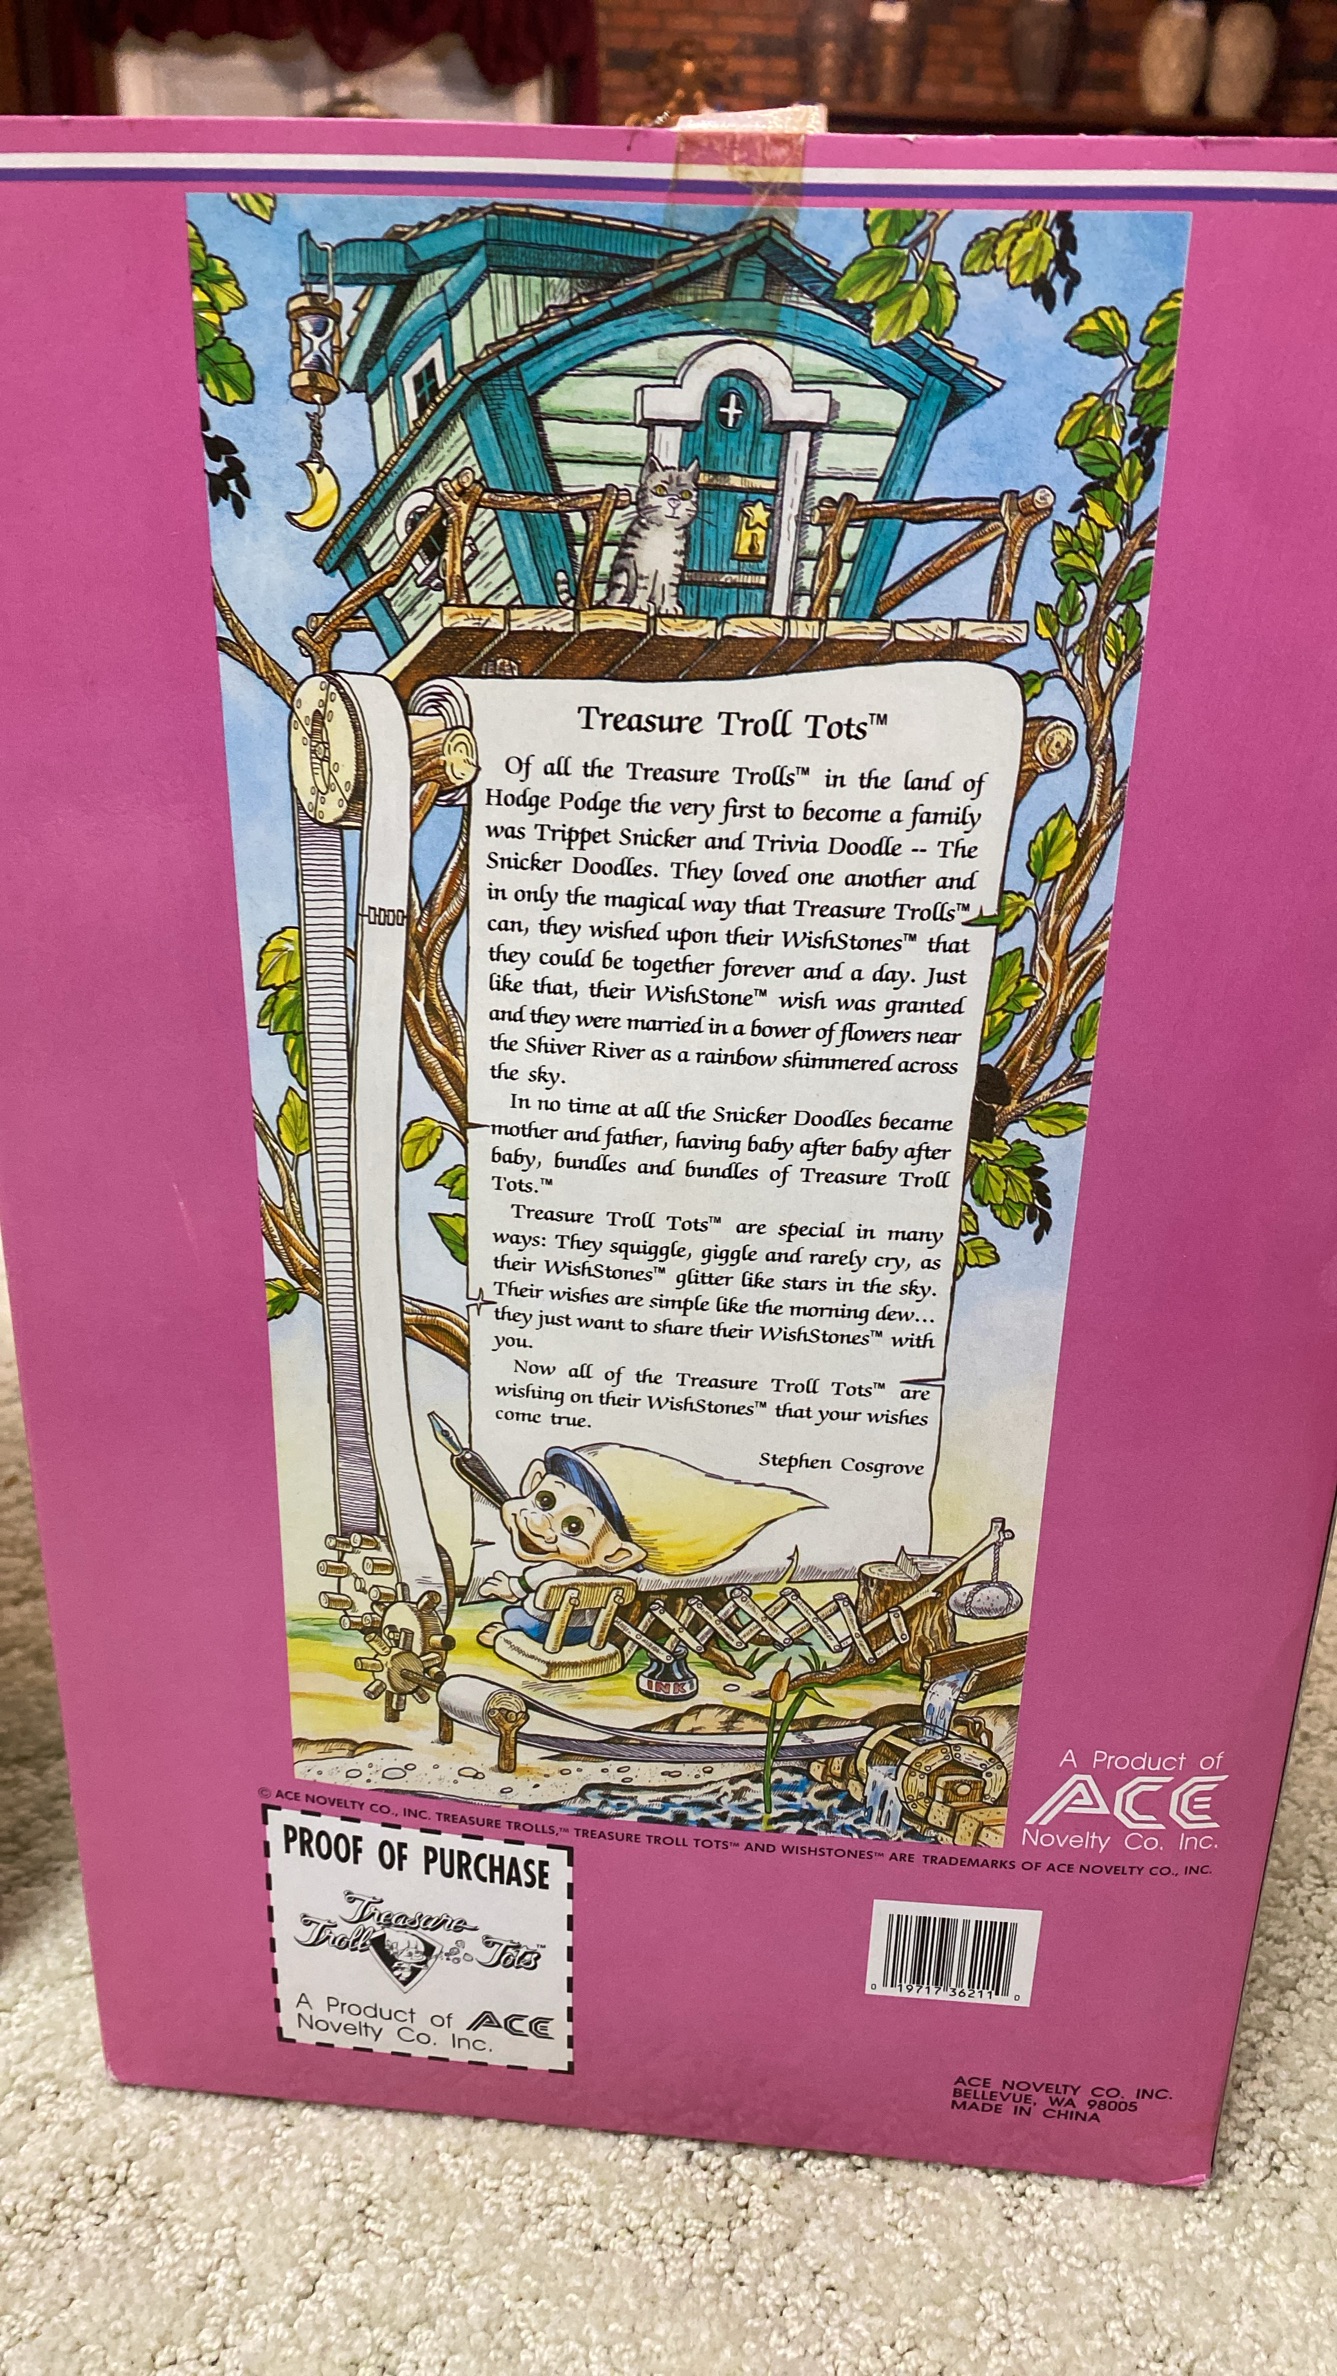 Treasure Troll Tots™
Of all the Treasure Trolls™ in the land of
Hodge Podge the very first to become a family
was Trippet Snicker and Trivia Doodle -- The
Snicker Doodles. They loved one another and
in only the magical way that Treasure Trolls™
can, they wished upon their WishStones™ that
they could be together forever and a day. Just
like that, their WishStone™ wish was granted
and they were married in a bower of flowers near
the Shiver River as a rainbow shimmered across
the sky.
In no time at all the Snicker Doodles became
mother and father, having baby after baby after
baby, bundles and bundles of Treasure Troll
Tots.™
Treasure Troll Tots™ are special in many
ways: They squiggle, giggle and rarely cry, as
their WishStones™ glitter like stars in the sky.
Their wishes are simple like the morning dew...
they just want to share their WishStones™ with
you.
Now all of the Treasure Troll Tots™ are
wishing on their WishStones™ that your wishes
come true.
Stephen Cosgrove
INK
A Product of
ACE
Novelty Co. Inc.
© ACE NOVELTY CO., INC. TREASURE TROLLS,™ TREASURE TROLL TOTS™ AND WISHSTONES™ ARE TRADEMARKS OF ACE NOVELTY CO., INC.
PROOF OF PURCHASE
Treasure
Troll Tots™
A Product of ACE
Novelty Co. Inc.
0 19717 36211 0
ACE NOVELTY CO. INC.
BELLEVUE, WA 98005
MADE IN CHINA